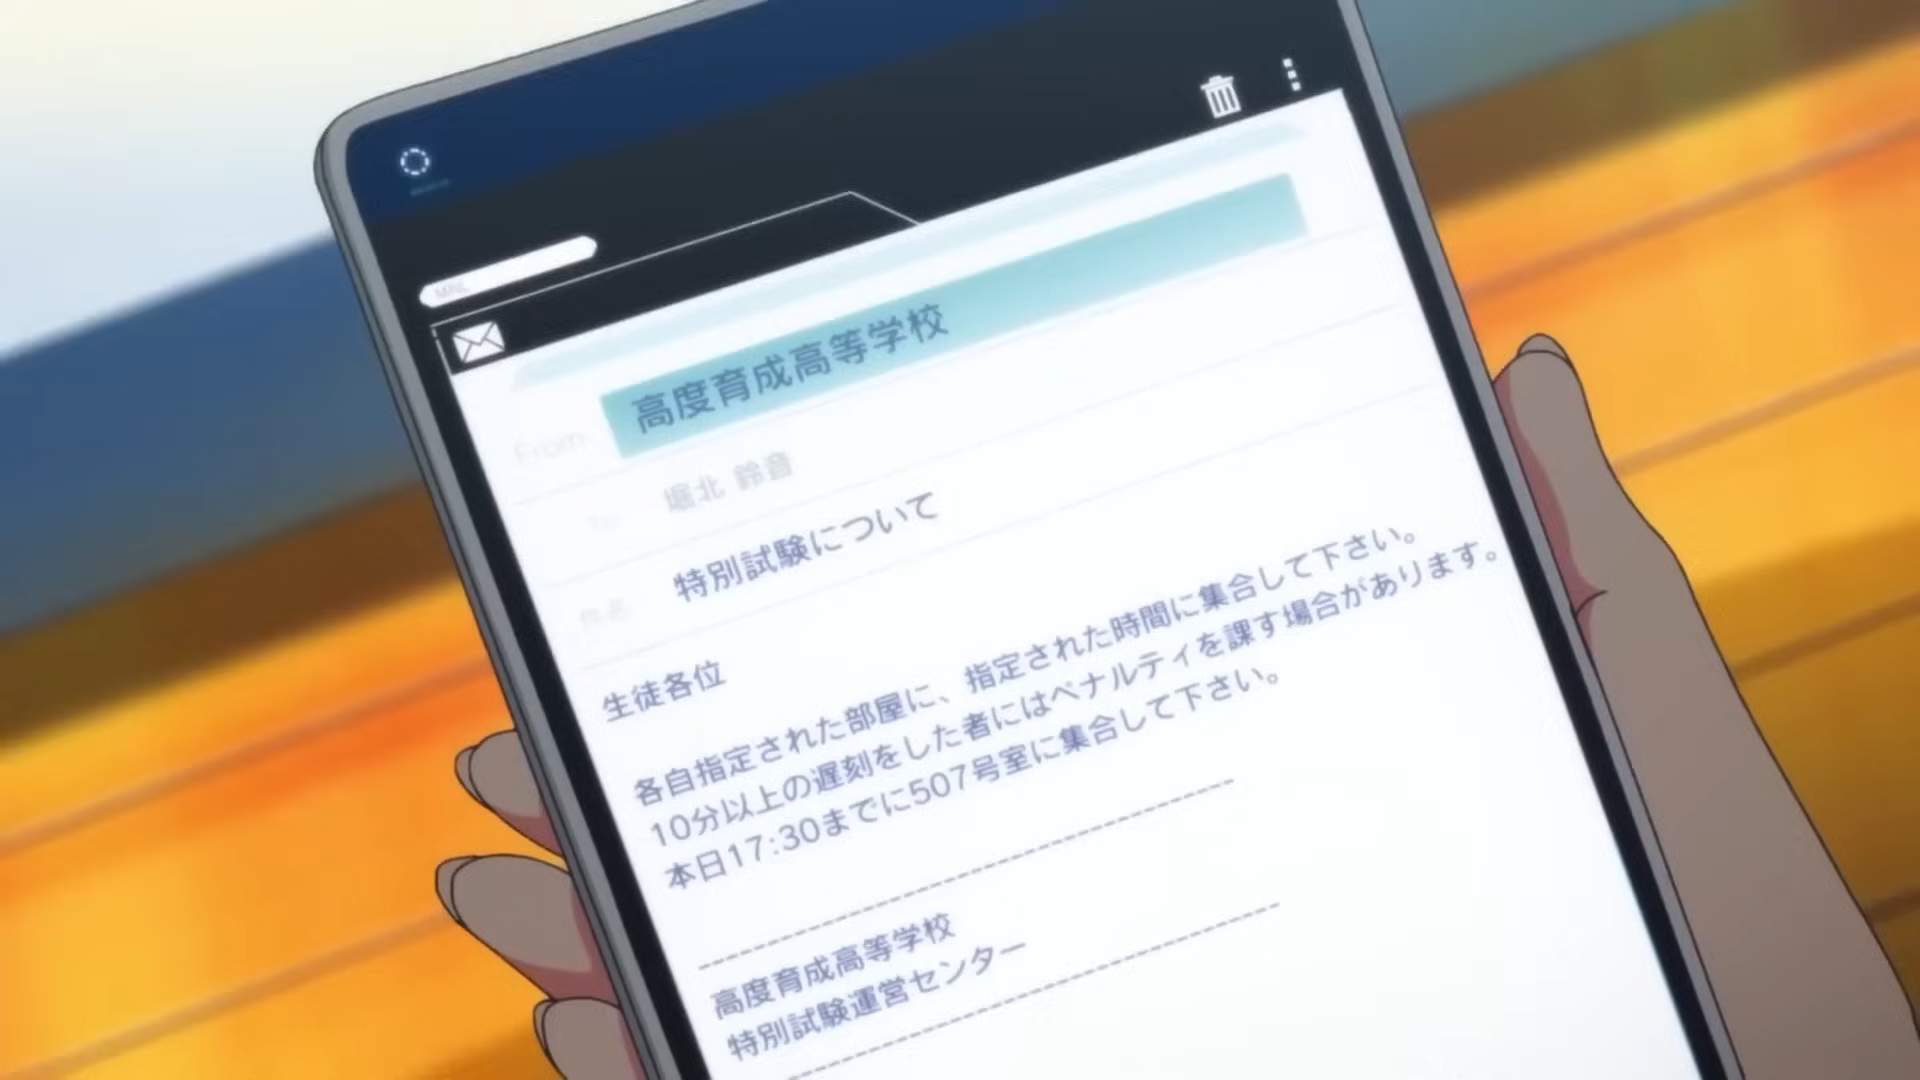 MAIL
From
高度育成高等学校
To
堀北 鈴音
件名
特別試験について
生徒各位
各自指定された部屋に、指定された時間に集合して下さい。
10分以上の遅刻をした者にはペナルティを課す場合があります。
本日17:30までに507号室に集合して下さい。
高度育成高等学校
特別試験運営センター